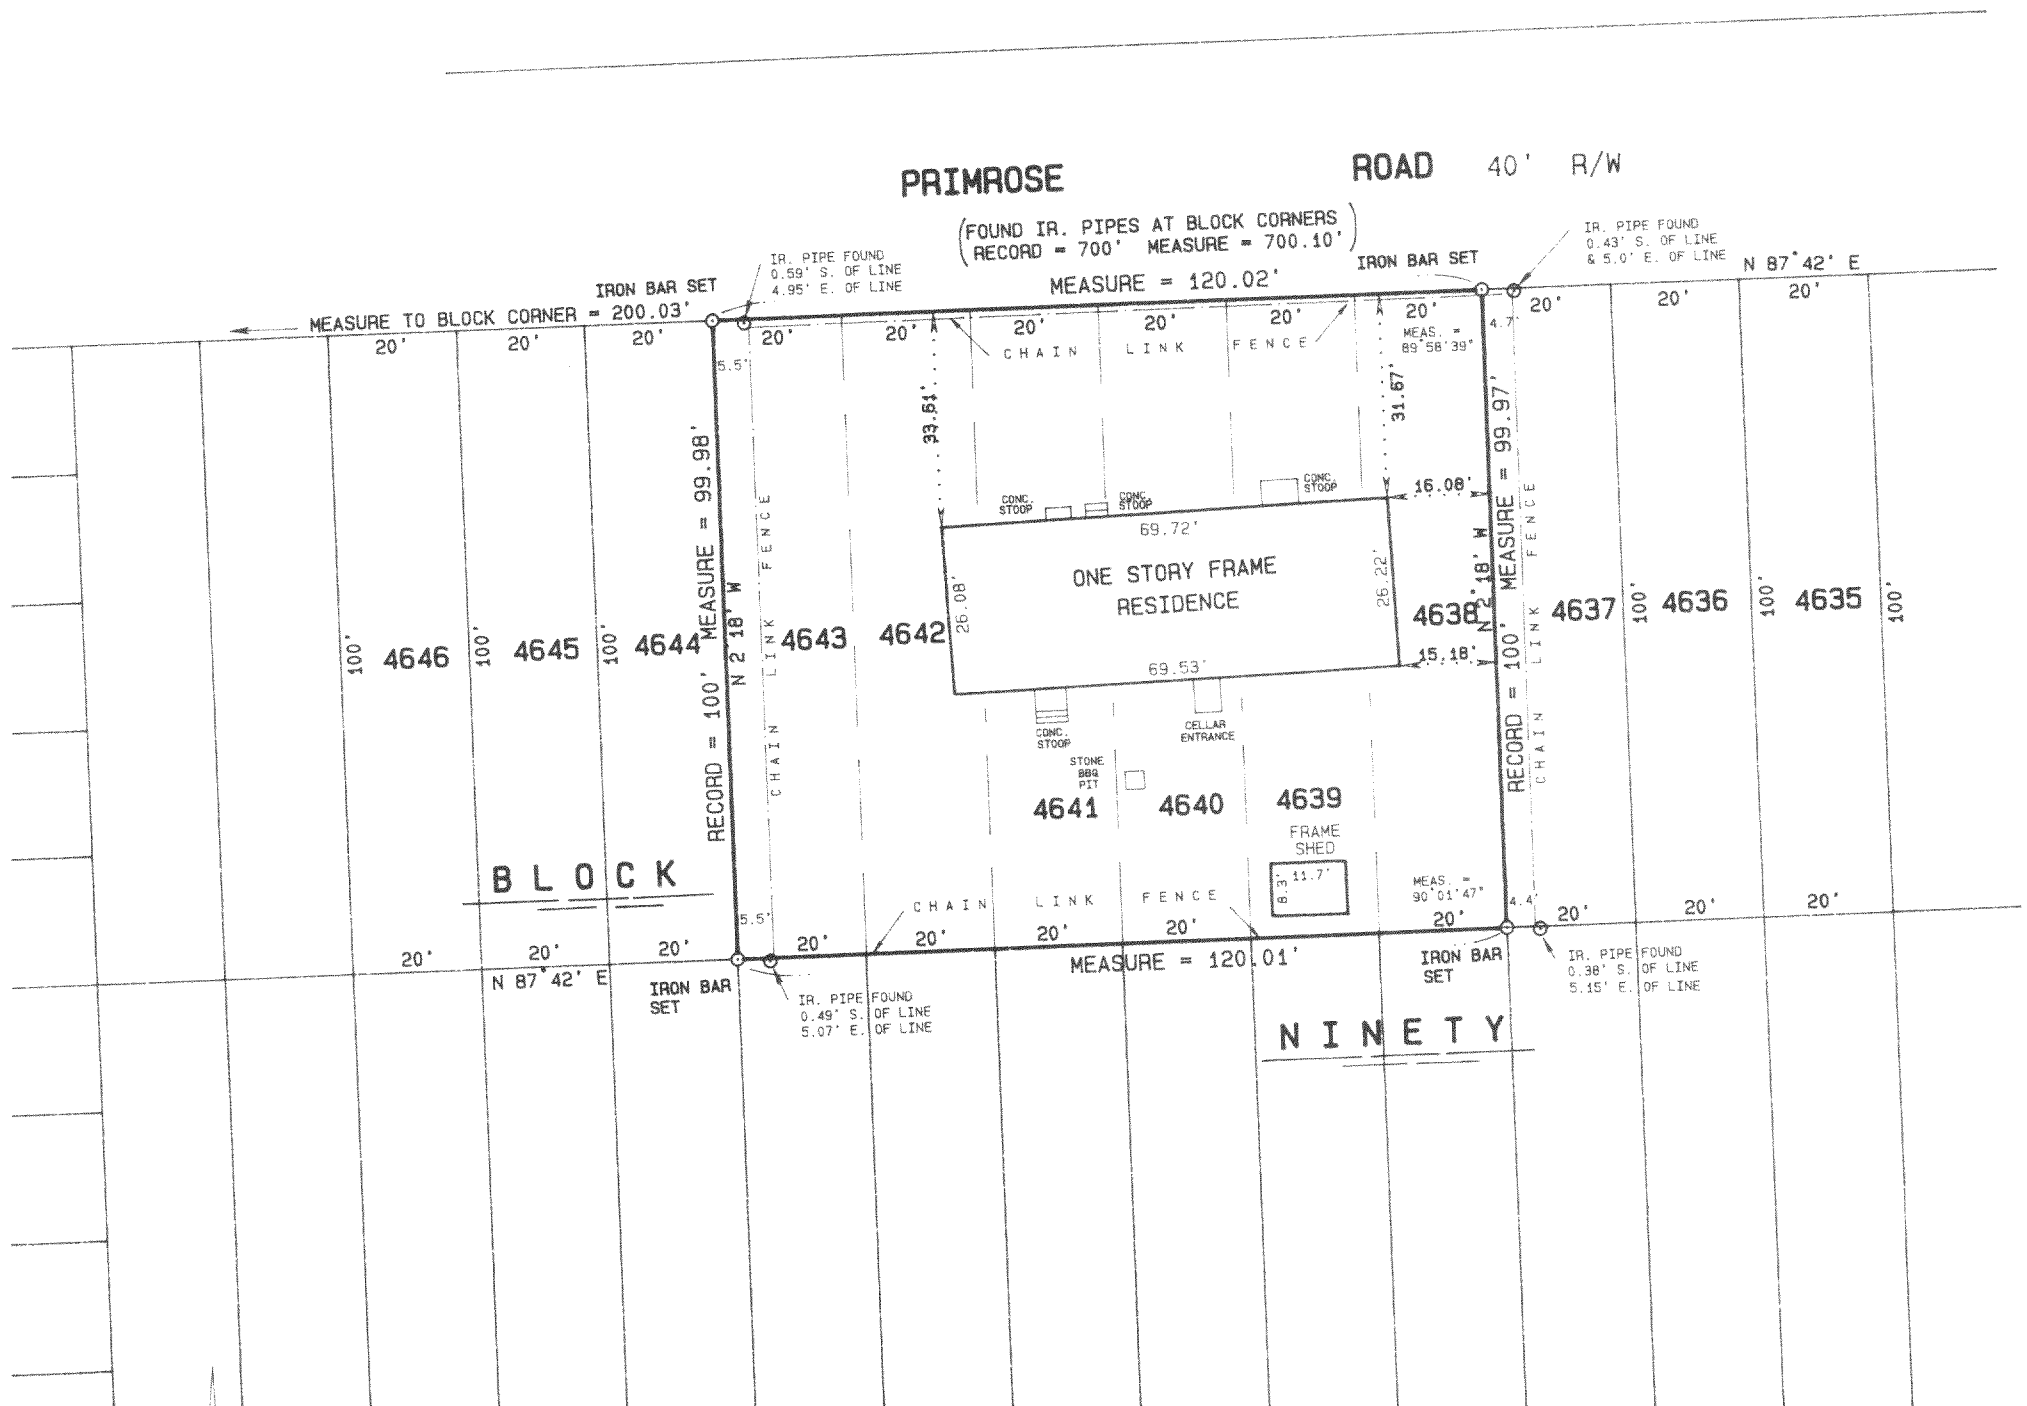 PRIMROSE ROAD 40' R/W
(FOUND IR. PIPES AT BLOCK CORNERS
RECORD = 700' MEASURE = 700.10')
IR. PIPE FOUND
0.59' S. OF LINE
4.95' E. OF LINE
IR. PIPE FOUND
0.43' S. OF LINE
& 5.0' E. OF LINE
N 87°42' E
IRON BAR SET
IRON BAR SET
MEASURE = 120.02'
MEASURE TO BLOCK CORNER = 200.03'
20' 20' 20' 20' 20' 20' 20' 20' 20' 20' 20' 20'
5.5'
4.7'
CHAIN LINK FENCE
MEAS. =
89°58'39"
33.61'
31.67'
RECORD = 100' MEASURE = 99.98'
N 2°18' W
CHAIN LINK FENCE
RECORD = 100' MEASURE = 99.97'
N 2°18' W
CHAIN LINK FENCE
CONC.
STOOP
CONC.
STOOP
CONC.
STOOP
16.08'
69.72'
ONE STORY FRAME
RESIDENCE
26.08'
26.22'
69.53'
15.18'
100' 4646 100' 4645 100' 4644 4643 4642 4638 4637 100' 4636 100' 4635 100'
CONC.
STOOP
CELLAR
ENTRANCE
STONE
BBQ
PIT
4641 4640 4639
FRAME
SHED
8.3' 11.7'
MEAS. =
90°01'47"
BLOCK
CHAIN LINK FENCE
5.5'
4.4'
20' 20' 20' 20' 20' 20' 20' 20' 20' 20' 20'
N 87°42' E
MEASURE = 120.01'
IRON BAR
SET
IRON BAR
SET
IR. PIPE FOUND
0.49' S. OF LINE
5.07' E. OF LINE
IR. PIPE FOUND
0.38' S. OF LINE
5.15' E. OF LINE
NINETY